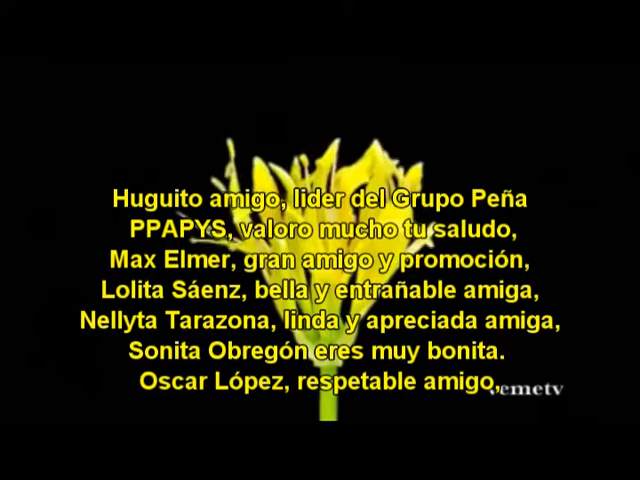 Huguito amigo, lider del Grupo Peña
PPAPYS, valoro mucho tu saludo,
Max Elmer, gran amigo y promoción,
Lolita Sáenz, bella y entrañable amiga,
Nellyta Tarazona, linda y apreciada amiga,
Sonita Obregón eres muy bonita.
Oscar López, respetable amigo,